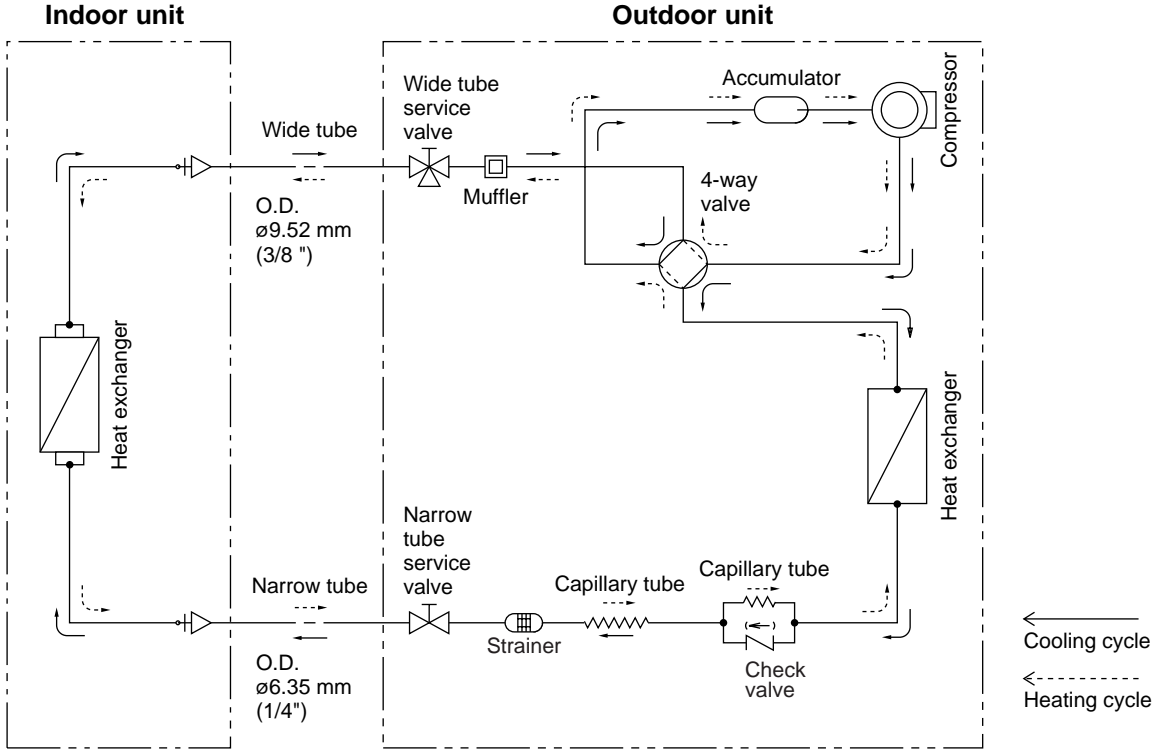 Indoor unit
Outdoor unit
Wide tube
O.D.
ø9.52 mm
(3/8 ")
Wide tube
service
valve
Muffler
Accumulator
Compressor
4-way
valve
Heat exchanger
Heat exchanger
Narrow tube
O.D.
ø6.35 mm
(1/4")
Narrow
tube
service
valve
Strainer
Capillary tube
Capillary tube
Check
valve
Cooling cycle
Heating cycle